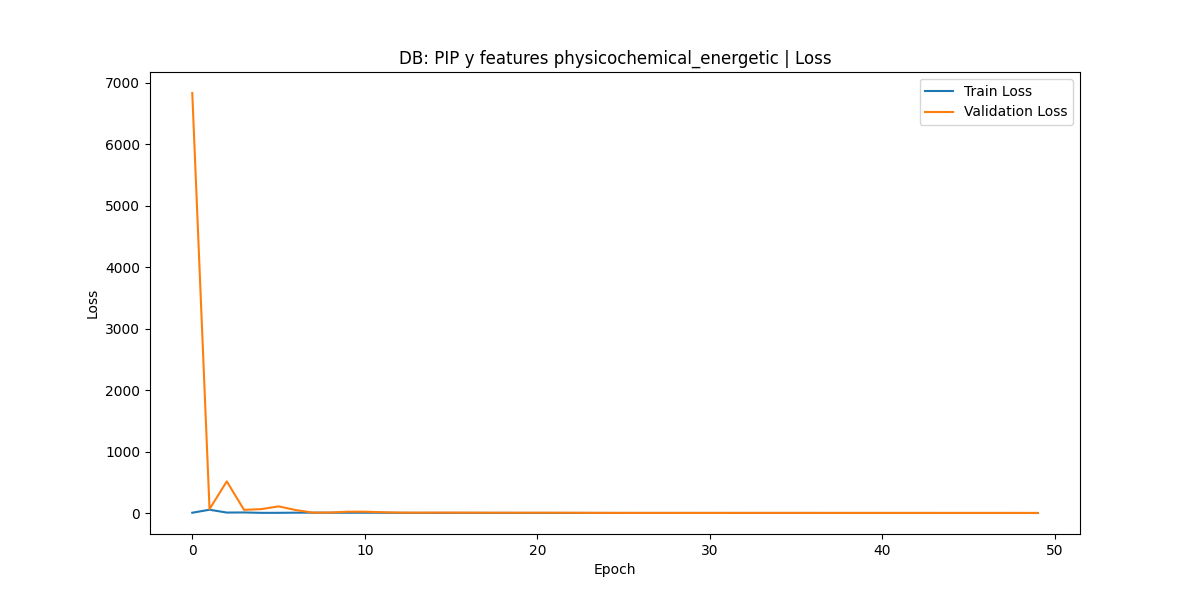 DB: PIP y features physicochemical_energetic | Loss
Train Loss
Validation Loss
7000
6000
5000
4000
3000
2000
1000
0
Loss
0 10 20 30 40 50
Epoch